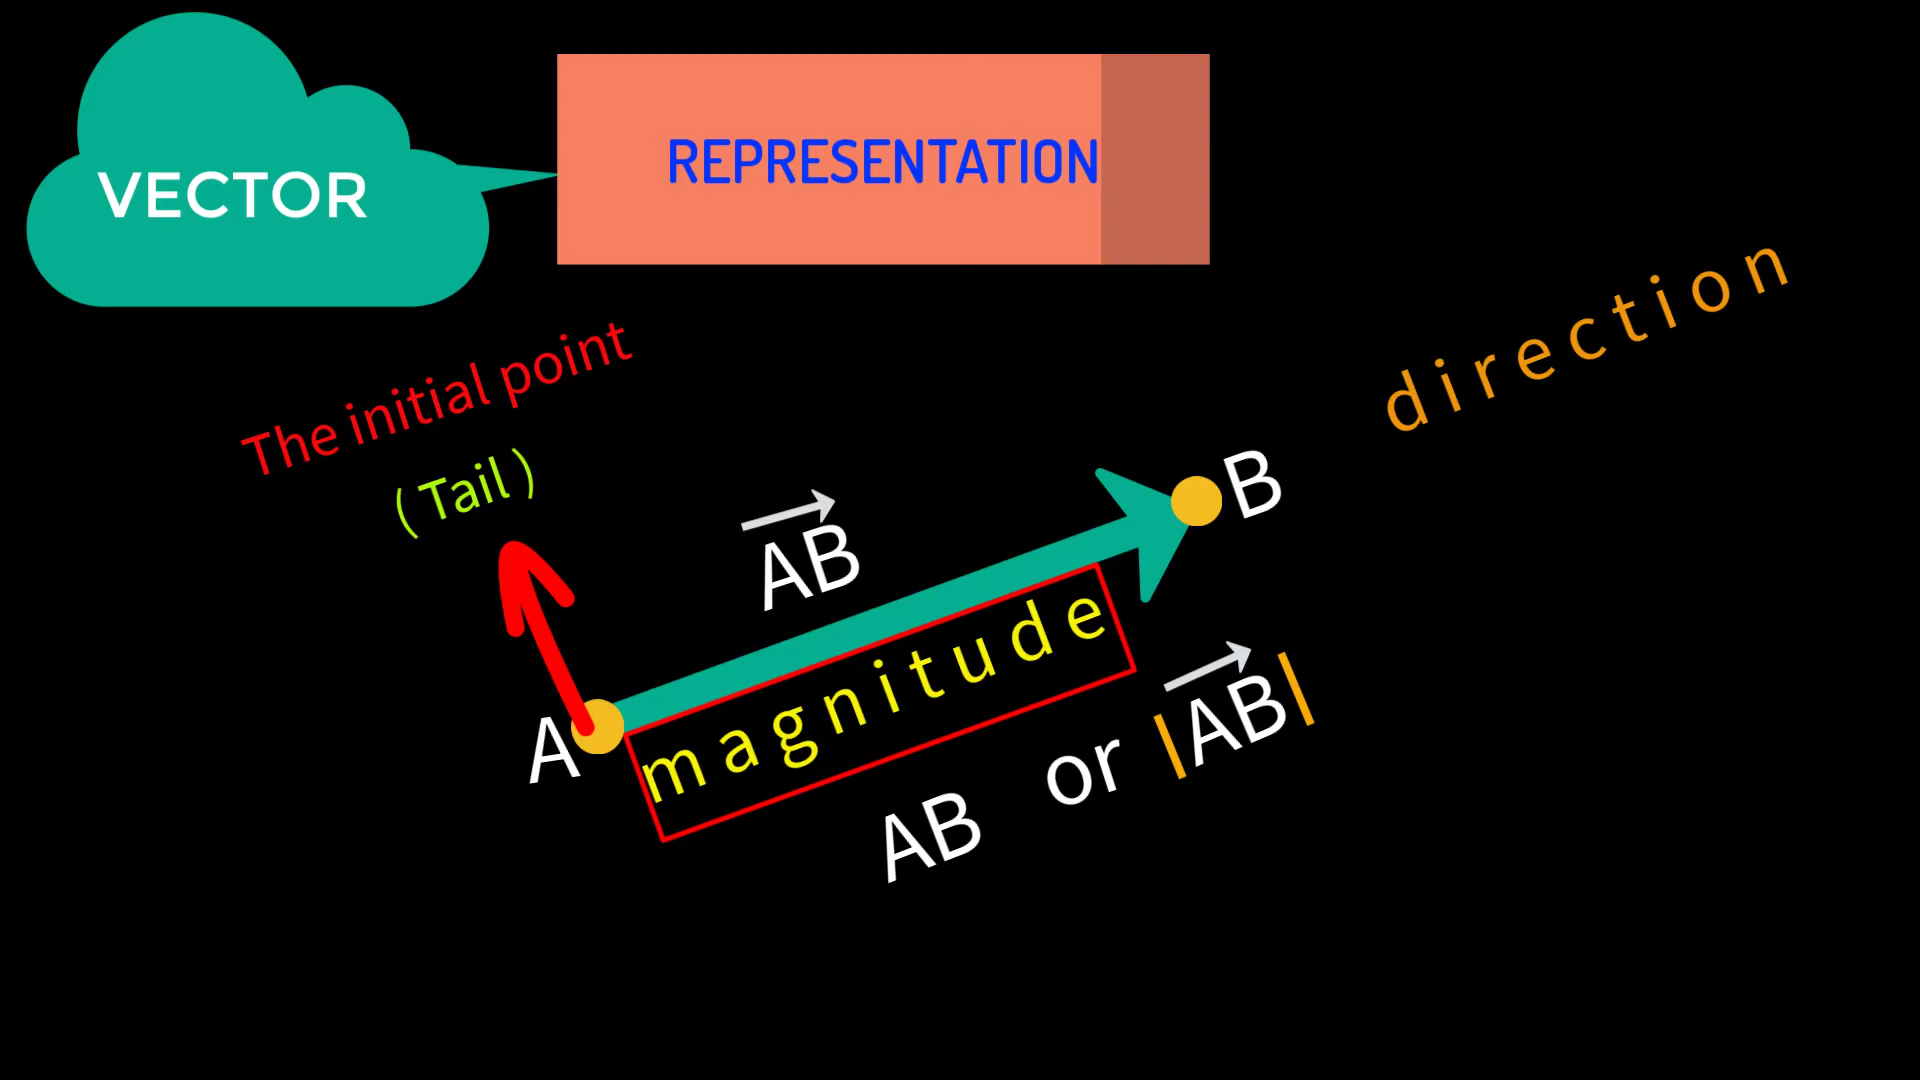 VECTOR
REPRESENTATION
direction
The initial point
( Tail )
B
AB
magnitude
A
AB or |AB|